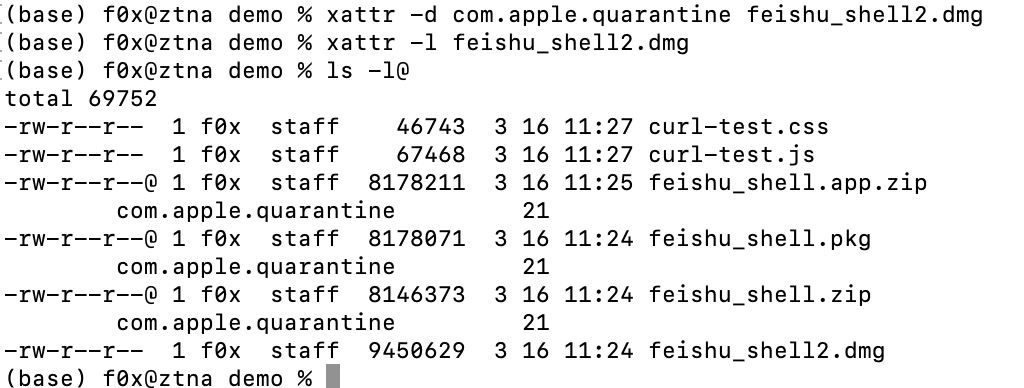 (base) f0x@ztna demo % xattr -d com.apple.quarantine feishu_shell2.dmg
(base) f0x@ztna demo % xattr -l feishu_shell2.dmg
(base) f0x@ztna demo % ls -l@
total 69752
-rw-r--r--  1 f0x  staff    46743  3 16 11:27 curl-test.css
-rw-r--r--  1 f0x  staff    67468  3 16 11:27 curl-test.js
-rw-r--r--@ 1 f0x  staff  8178211  3 16 11:25 feishu_shell.app.zip
        com.apple.quarantine         21
-rw-r--r--@ 1 f0x  staff  8178071  3 16 11:24 feishu_shell.pkg
        com.apple.quarantine         21
-rw-r--r--@ 1 f0x  staff  8146373  3 16 11:24 feishu_shell.zip
        com.apple.quarantine         21
-rw-r--r--  1 f0x  staff  9450629  3 16 11:24 feishu_shell2.dmg
(base) f0x@ztna demo %